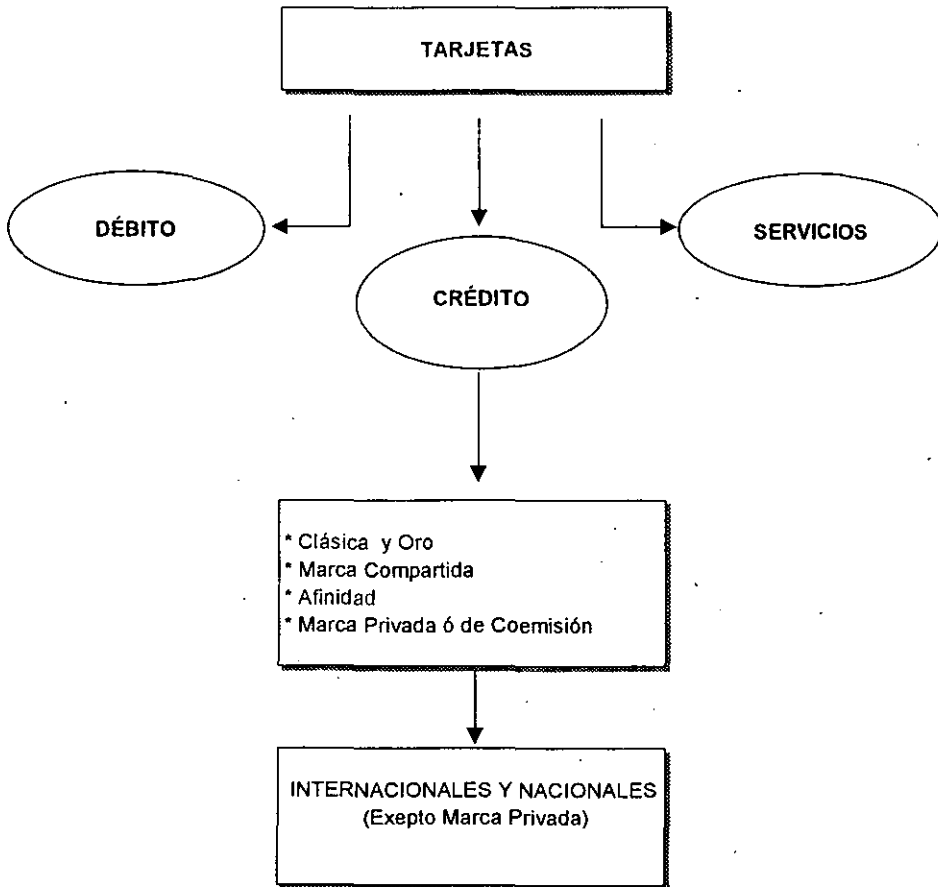 TARJETAS
DÉBITO
SERVICIOS
CRÉDITO
* Clásica y Oro
* Marca Compartida
* Afinidad
* Marca Privada ó de Coemisión
INTERNACIONALES Y NACIONALES
(Exepto Marca Privada)